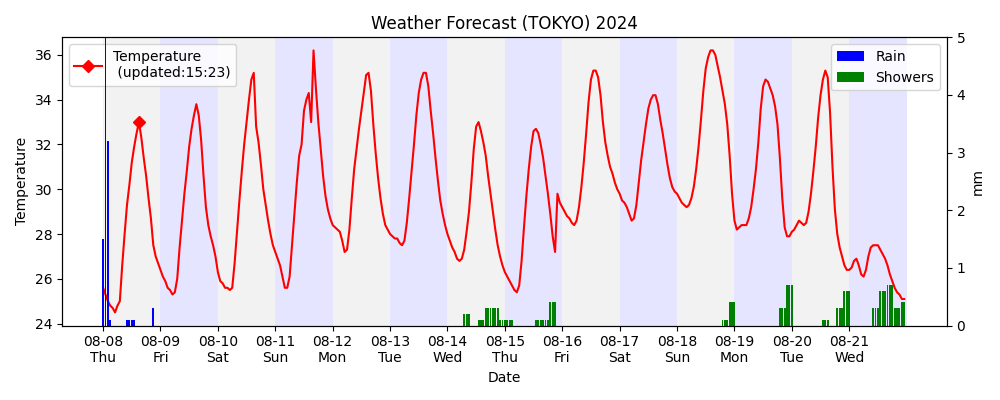 Weather Forecast (TOKYO) 2024
Temperature
(updated:15:23)
Rain
Showers
36
34
32
30
28
26
24
Temperature
5
4
3
2
1
0
mm
08-08 08-09 08-10 08-11 08-12 08-13 08-14 08-15 08-16 08-17 08-18 08-19 08-20 08-21
Thu Fri Sat Sun Mon Tue Wed Thu Fri Sat Sun Mon Tue Wed
Date